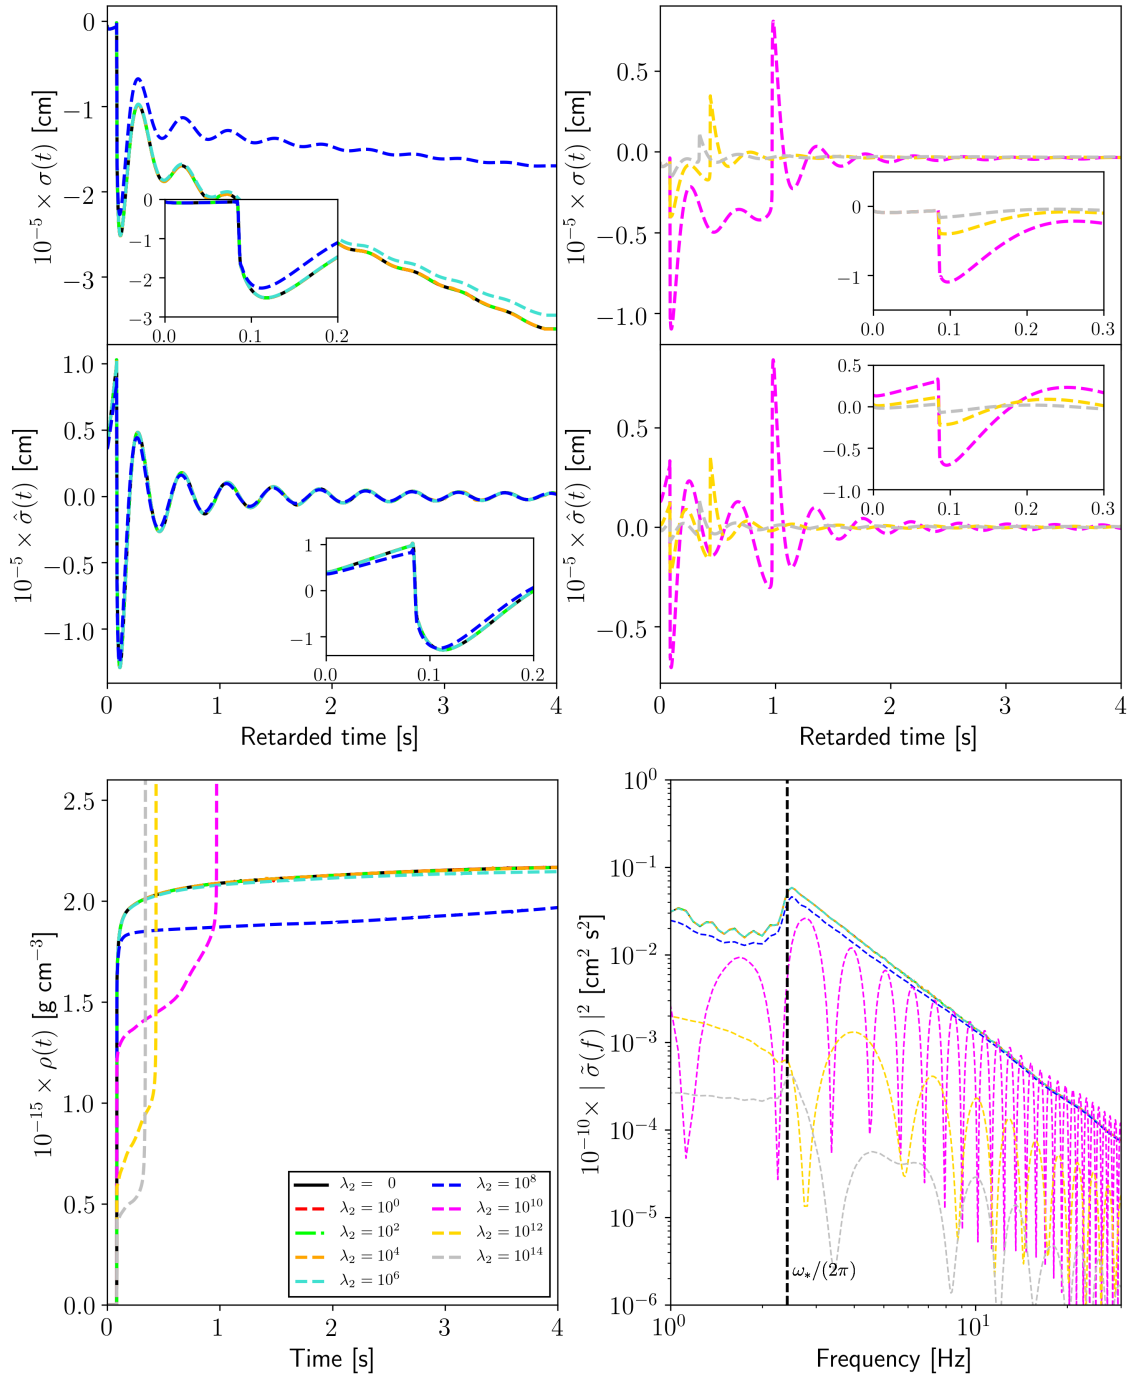 0
−1
−2
−3
10⁻⁵ × σ(t) [cm]
0
−1
−2
−3
0.0 0.1 0.2
0.5
0.0
−0.5
−1.0
10⁻⁵ × σ(t) [cm]
0
−1
0.0 0.1 0.2 0.3
1.0
0.5
0.0
−0.5
−1.0
10⁻⁵ × σ̂(t) [cm]
1
0
−1
0.0 0.1 0.2
0 1 2 3 4
Retarded time [s]
0.5
0.0
−0.5
10⁻⁵ × σ̂(t) [cm]
0.5
0.0
−0.5
−1.0
0.0 0.1 0.2 0.3
0 1 2 3 4
Retarded time [s]
2.5
2.0
1.5
1.0
0.5
0.0
10⁻¹⁵ × ρ(t) [g cm⁻³]
λ₂ = 0
λ₂ = 10⁰
λ₂ = 10²
λ₂ = 10⁴
λ₂ = 10⁶
λ₂ = 10⁸
λ₂ = 10¹⁰
λ₂ = 10¹²
λ₂ = 10¹⁴
0 1 2 3 4
Time [s]
10⁰
10⁻¹
10⁻²
10⁻³
10⁻⁴
10⁻⁵
10⁻⁶
10⁻¹⁰× | σ̃(f) |² [cm² s²]
ω⁎/(2π)
10⁰ 10¹
Frequency [Hz]